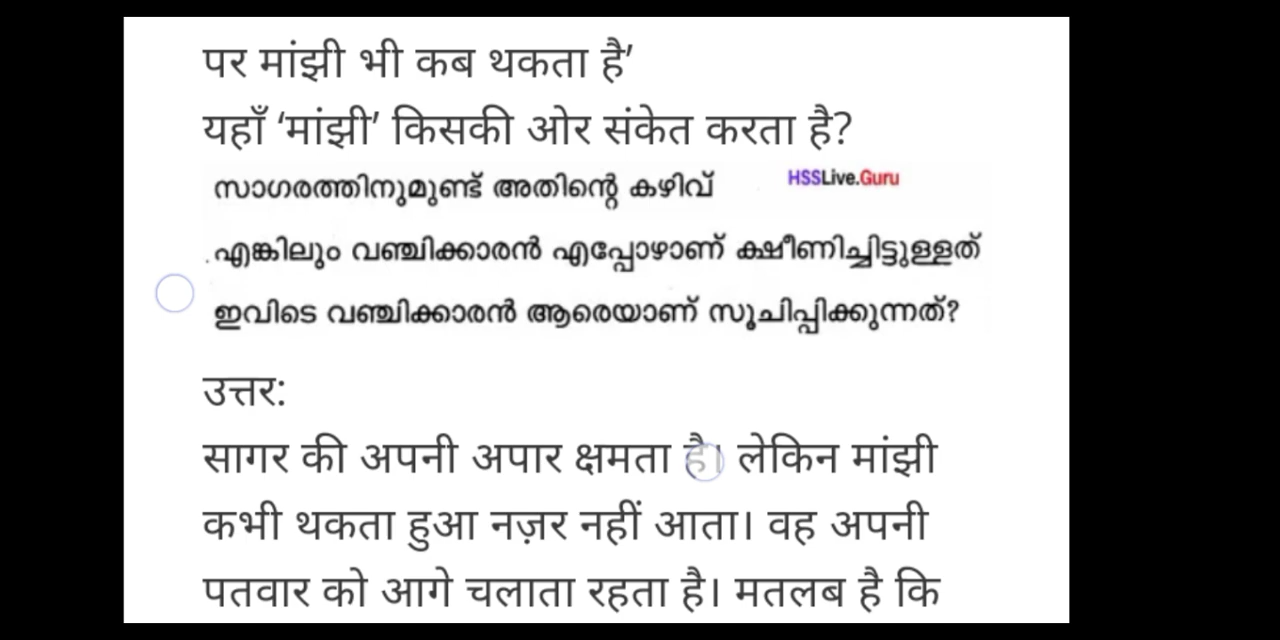 पर मांझी भी कब थकता है’
यहाँ ‘मांझी’ किसकी ओर संकेत करता है?
സാഗരത്തിനുമുണ്ട് അതിന്റെ കഴിവ് HSSLive.Guru
എങ്കിലും വഞ്ചിക്കാരൻ എപ്പോഴാണ് ക്ഷീണിച്ചിട്ടുള്ളത്
ഇവിടെ വഞ്ചിക്കാരൻ ആരെയാണ് സൂചിപ്പിക്കുന്നത്?
उत्तर:
सागर की अपनी अपार क्षमता है। लेकिन मांझी
कभी थकता हुआ नज़र नहीं आता। वह अपनी
पतवार को आगे चलाता रहता है। मतलब है कि